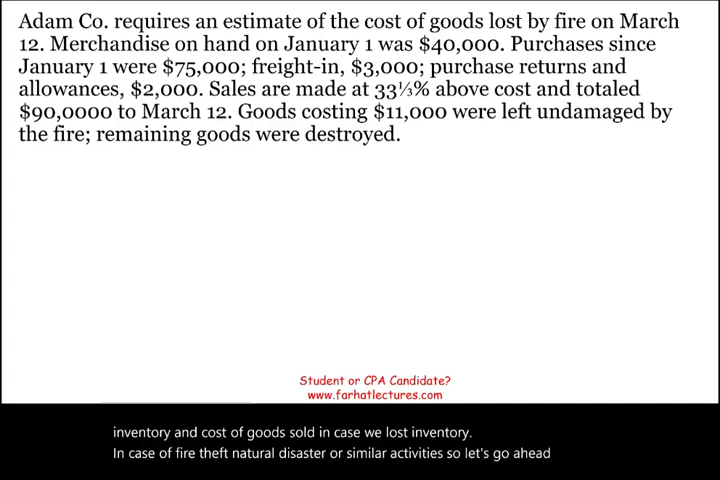 Adam Co. requires an estimate of the cost of goods lost by fire on March
12. Merchandise on hand on January 1 was $40,000. Purchases since
January 1 were $75,000; freight-in, $3,000; purchase returns and
allowances, $2,000. Sales are made at 33⅓% above cost and totaled
$90,0000 to March 12. Goods costing $11,000 were left undamaged by
the fire; remaining goods were destroyed.
Student or CPA Candidate?
www.farhatlectures.com
inventory and cost of goods sold in case we lost inventory.
In case of fire theft natural disaster or similar activities so let's go ahead